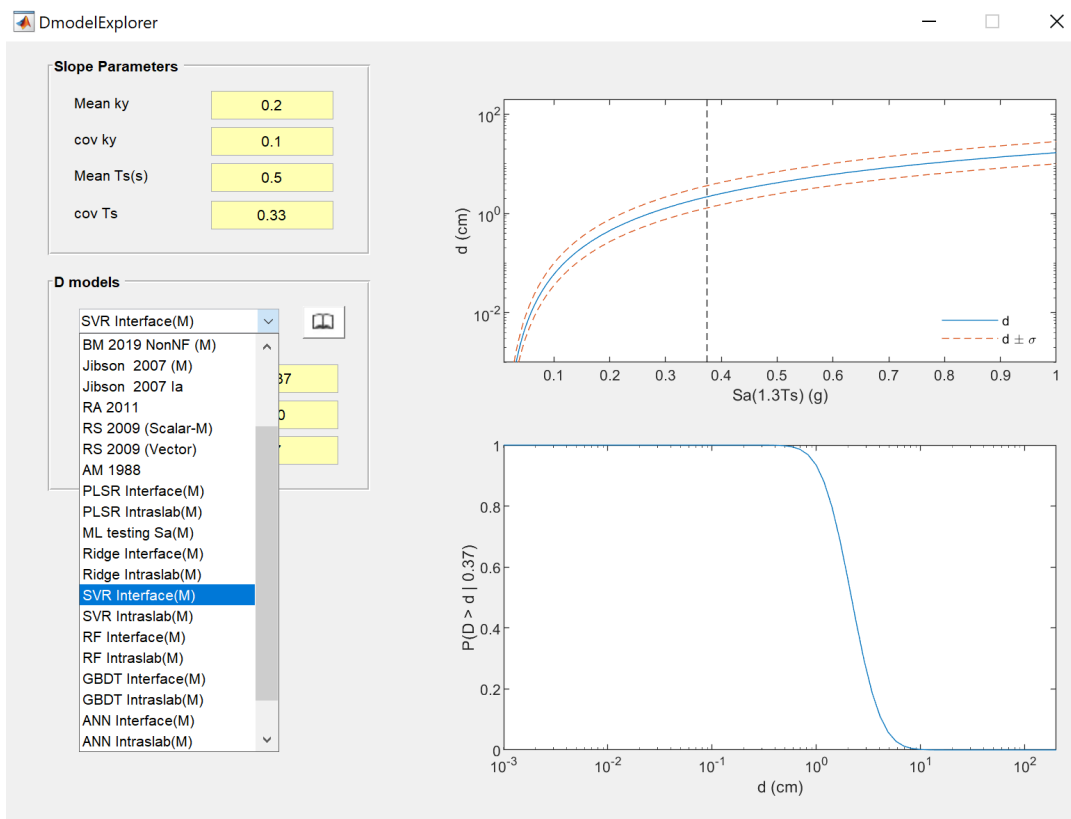 DmodelExplorer
Slope Parameters
Mean ky 0.2
cov ky 0.1
Mean Ts(s) 0.5
cov Ts 0.33
D models
SVR Interface(M)
BM 2019 NonNF (M)
Jibson 2007 (M)
Jibson 2007 Ia
RA 2011
RS 2009 (Scalar-M)
RS 2009 (Vector)
AM 1988
PLSR Interface(M)
PLSR Intraslab(M)
ML testing Sa(M)
Ridge Interface(M)
Ridge Intraslab(M)
SVR Interface(M)
SVR Intraslab(M)
RF Interface(M)
RF Intraslab(M)
GBDT Interface(M)
GBDT Intraslab(M)
ANN Interface(M)
ANN Intraslab(M)
37
0
d (cm)
10^2
10^0
10^-2
d
d ± σ
0.1 0.2 0.3 0.4 0.5 0.6 0.7 0.8 0.9 1
Sa(1.3Ts) (g)
P(D > d | 0.37)
1
0.8
0.6
0.4
0.2
0
10^-3 10^-2 10^-1 10^0 10^1 10^2
d (cm)